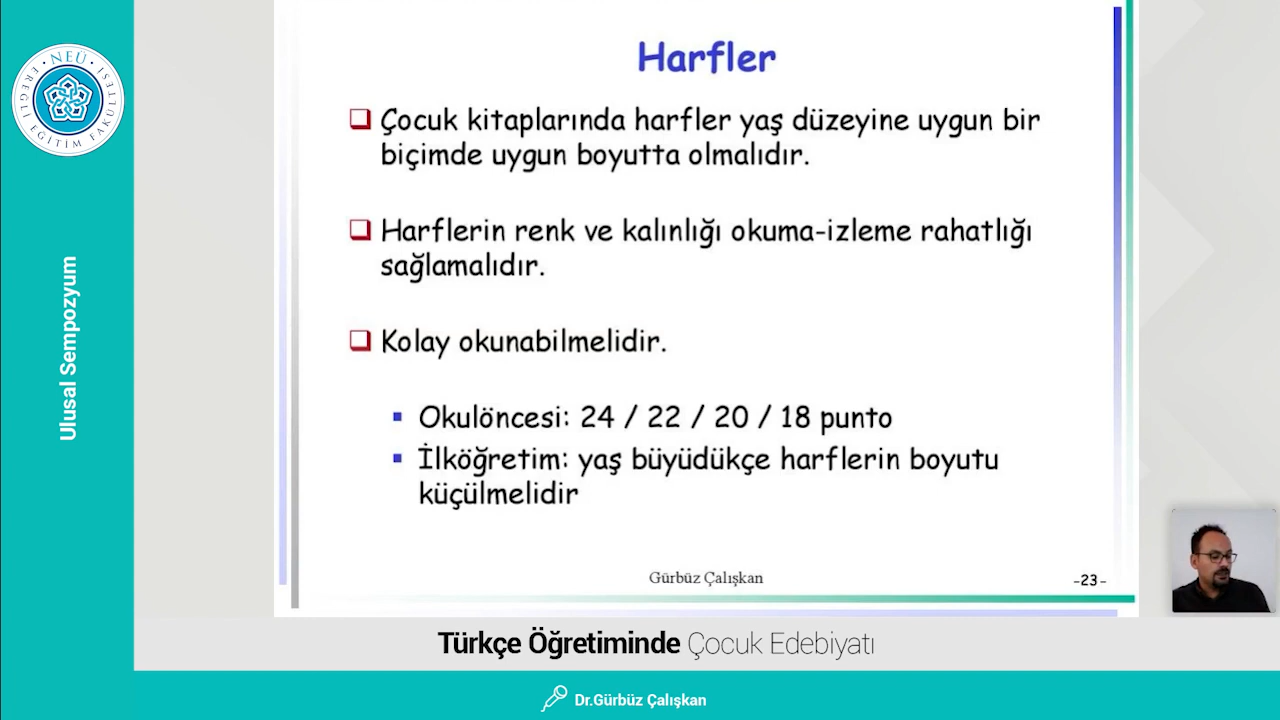 NEÜ
EREĞLİ EĞİTİM FAKÜLTESİ
Ulusal Sempozyum
Harfler
Çocuk kitaplarında harfler yaş düzeyine uygun bir
biçimde uygun boyutta olmalıdır.
Harflerin renk ve kalınlığı okuma-izleme rahatlığı
sağlamalıdır.
Kolay okunabilmelidir.
Okulöncesi: 24 / 22 / 20 / 18 punto
İlköğretim: yaş büyüdükçe harflerin boyutu
küçülmelidir
Gürbüz Çalışkan
-23-
Türkçe Öğretiminde Çocuk Edebiyatı
Dr.Gürbüz Çalışkan